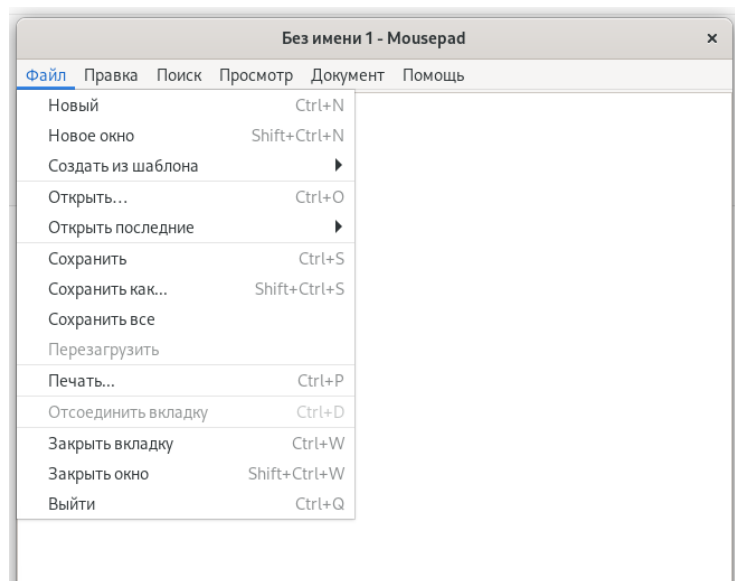 Без имени 1 - Mousepad ×
Файл Правка Поиск Просмотр Документ Помощь
Новый Ctrl+N
Новое окно Shift+Ctrl+N
Создать из шаблона
Открыть... Ctrl+O
Открыть последние
Сохранить Ctrl+S
Сохранить как... Shift+Ctrl+S
Сохранить все
Перезагрузить
Печать... Ctrl+P
Отсоединить вкладку Ctrl+D
Закрыть вкладку Ctrl+W
Закрыть окно Shift+Ctrl+W
Выйти Ctrl+Q